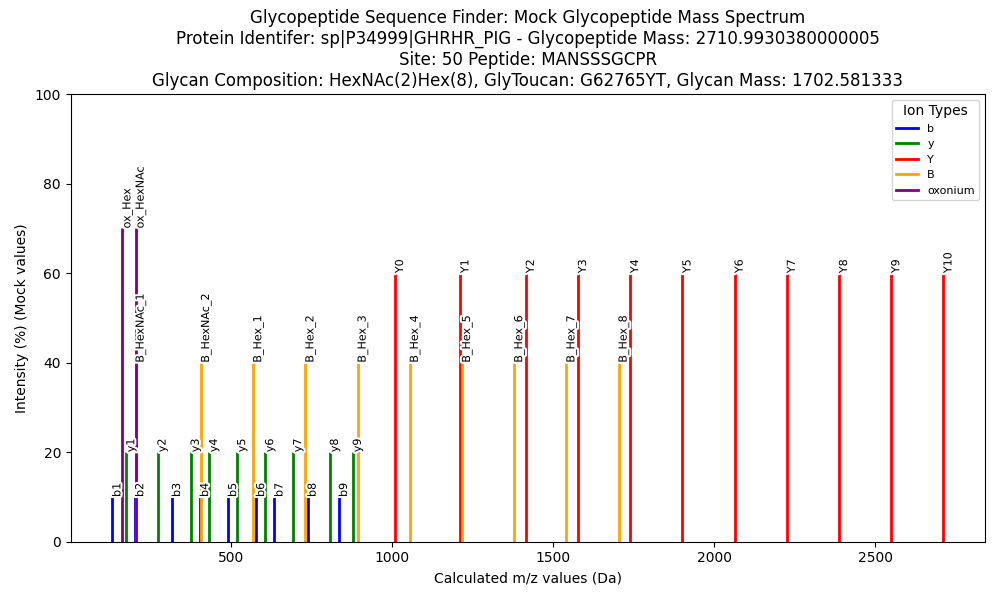 Glycopeptide Sequence Finder: Mock Glycopeptide Mass Spectrum
Protein Identifer: sp|P34999|GHRHR_PIG - Glycopeptide Mass: 2710.9930380000005
Site: 50 Peptide: MANSSSGCPR
Glycan Composition: HexNAc(2)Hex(8), GlyToucan: G62765YT, Glycan Mass: 1702.581333
Intensity (%) (Mock values)
100
80
60
40
20
0
Ion Types
b
y
Y
B
oxonium
ox_Hex
ox_HexNAc
Y0
Y1
Y2
Y3
Y4
Y5
Y6
Y7
Y8
Y9
Y10
B_HexNAc_1
B_HexNAc_2
B_Hex_1
B_Hex_2
B_Hex_3
B_Hex_4
B_Hex_5
B_Hex_6
B_Hex_7
B_Hex_8
y1
y2
y3
y4
y5
y6
y7
y8
y9
b1
b2
b3
b4
b5
b6
b7
b8
b9
500
1000
1500
2000
2500
Calculated m/z values (Da)